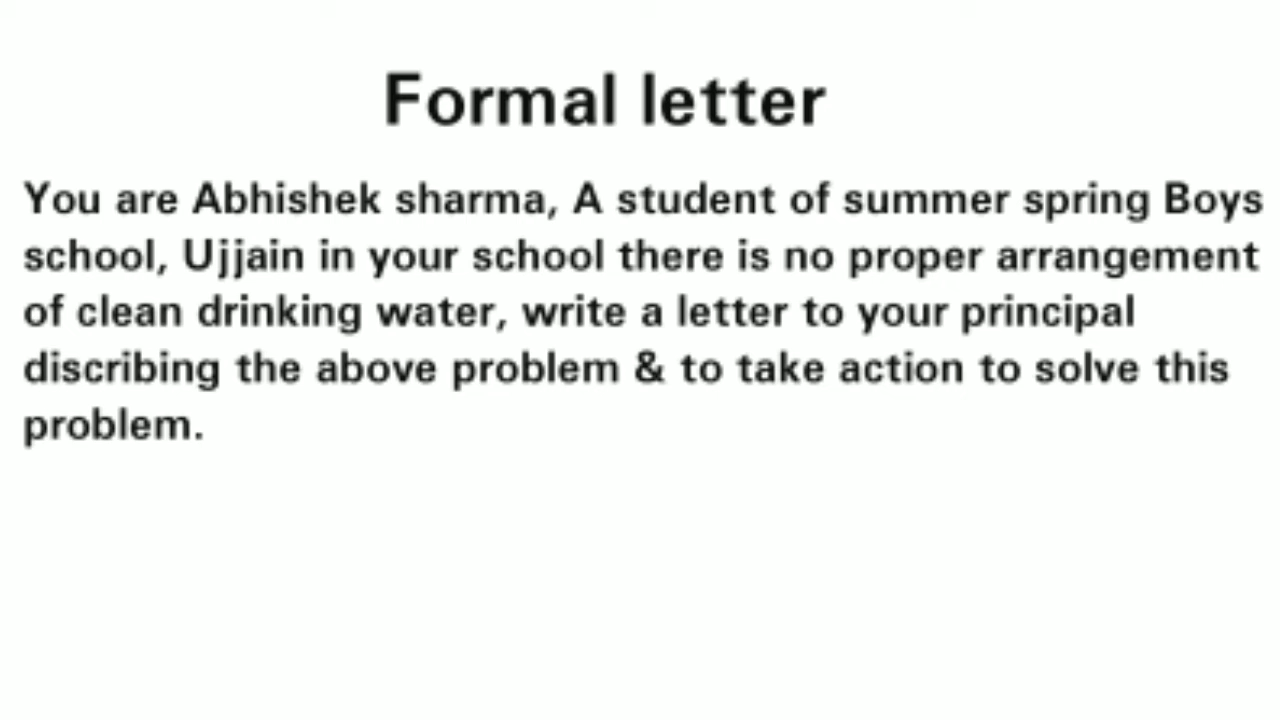 Formal letter
You are Abhishek sharma, A student of summer spring Boys
school, Ujjain in your school there is no proper arrangement
of clean drinking water, write a letter to your principal
discribing the above problem & to take action to solve this
problem.